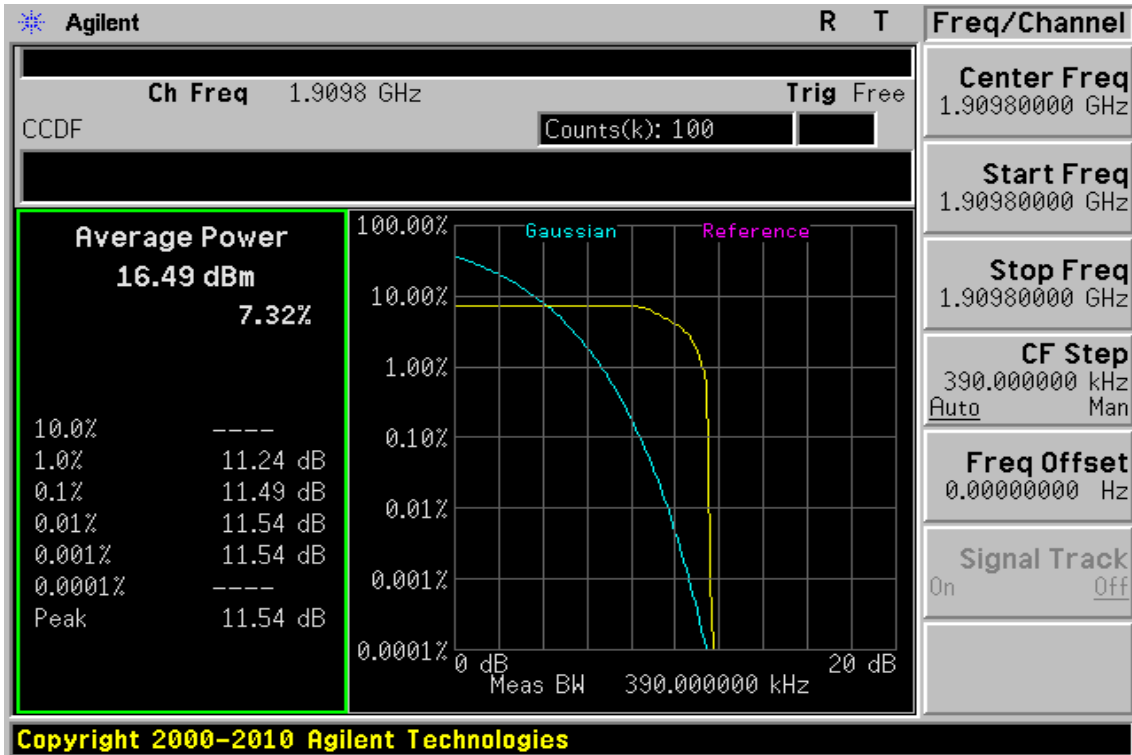 Agilent R T
Ch Freq 1.9098 GHz Trig Free
CCDF Counts(k): 100
Average Power
16.49 dBm
7.32%
10.0% ----
1.0% 11.24 dB
0.1% 11.49 dB
0.01% 11.54 dB
0.001% 11.54 dB
0.0001% ----
Peak 11.54 dB
100.00%
Gaussian Reference
10.00%
1.00%
0.10%
0.01%
0.001%
0.0001%
0 dB 20 dB
Meas BW 390.000000 kHz
Freq/Channel
Center Freq
1.90980000 GHz
Start Freq
1.90980000 GHz
Stop Freq
1.90980000 GHz
CF Step
390.000000 kHz
Auto Man
Freq Offset
0.00000000 Hz
Signal Track
On Off
Copyright 2000-2010 Agilent Technologies